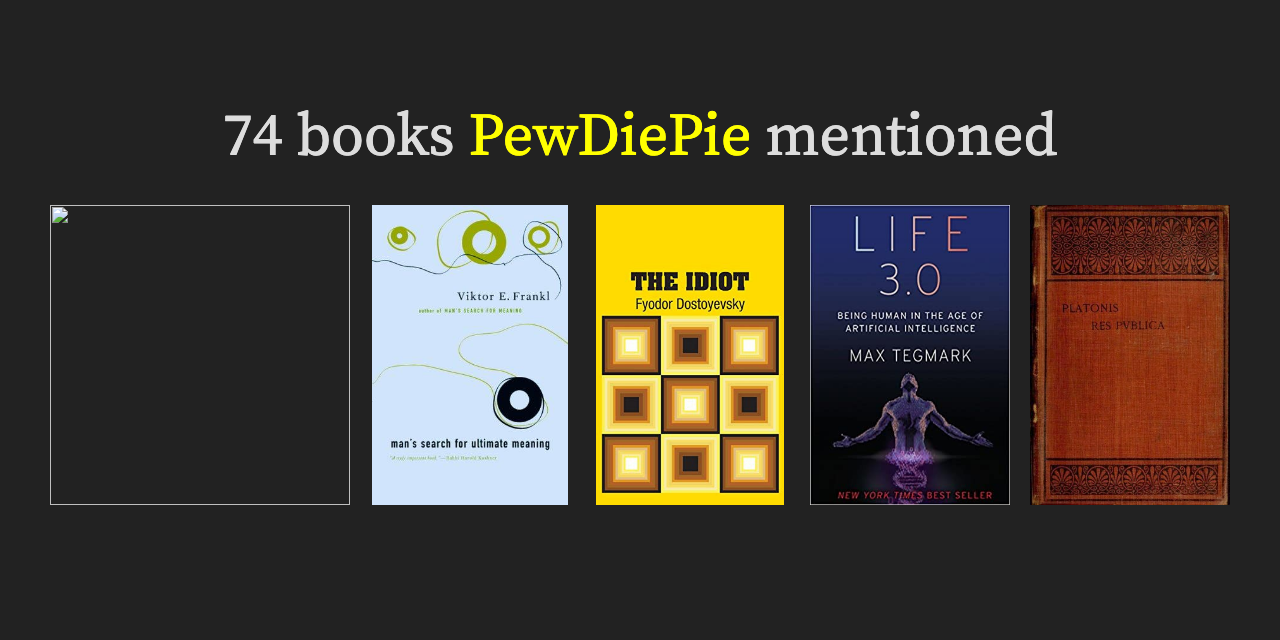 74 books PewDiePie mentioned
Viktor E. Frankl
author of MAN'S SEARCH FOR MEANING
man's search for ultimate meaning
THE IDIOT
Fyodor Dostoyevsky
LIFE
3.0
BEING HUMAN IN THE AGE OF
ARTIFICIAL INTELLIGENCE
MAX TEGMARK
NEW YORK TIMES BEST SELLER
PLATONIS
RES PVBLICA